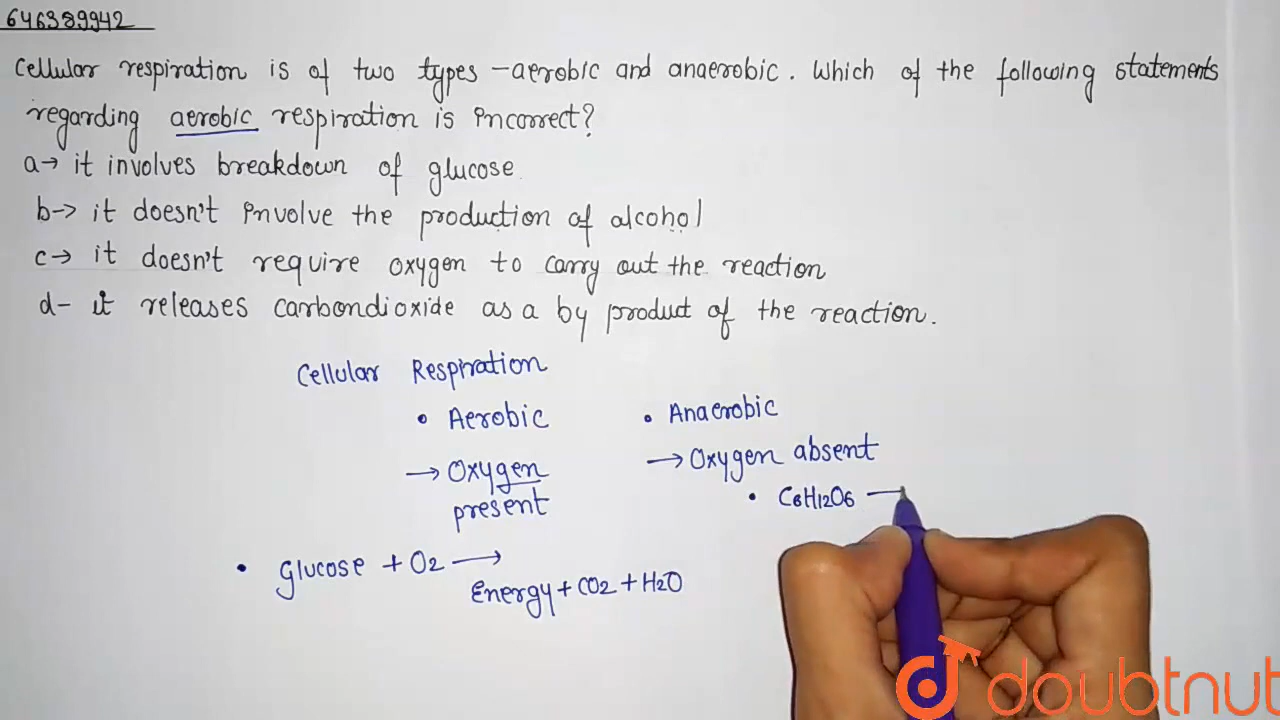 646389942
Cellular respiration is of two types - aerobic and anaerobic. Which of the following statements
regarding aerobic respiration is incorrect?
a→ it involves breakdown of glucose
b→ it doesn't involve the production of alcohol
c→ it doesn't require oxygen to carry out the reaction
d- it releases carbondioxide as a by product of the reaction.
Cellular Respiration
• Aerobic • Anaerobic
→ Oxygen → Oxygen absent
present • C6H12O6 →
• Glucose + O2 →
Energy + CO2 + H2O
doubtnut